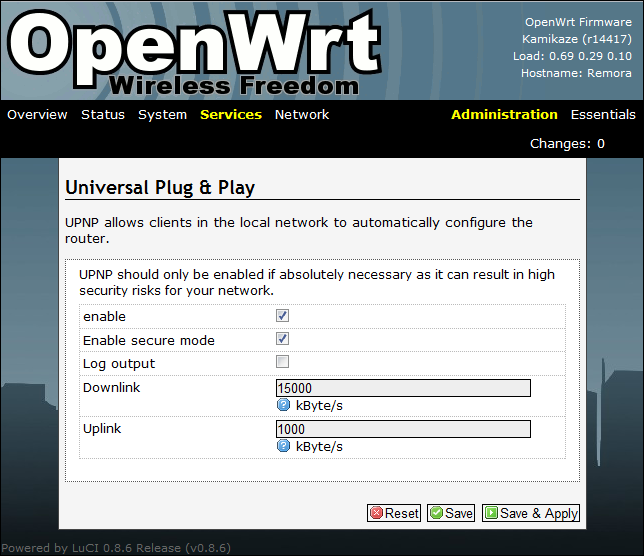 OpenWrt
Wireless Freedom
OpenWrt Firmware
Kamikaze (r14417)
Load: 0.69 0.29 0.10
Hostname: Remora
Overview Status System Services Network Administration Essentials
Changes: 0
Universal Plug & Play
UPNP allows clients in the local network to automatically configure the
router.
UPNP should only be enabled if absolutely necessary as it can result in high
security risks for your network.
enable
Enable secure mode
Log output
Downlink 15000
? kByte/s
Uplink 1000
? kByte/s
Reset Save Save & Apply
Powered by LuCI 0.8.6 Release (v0.8.6)